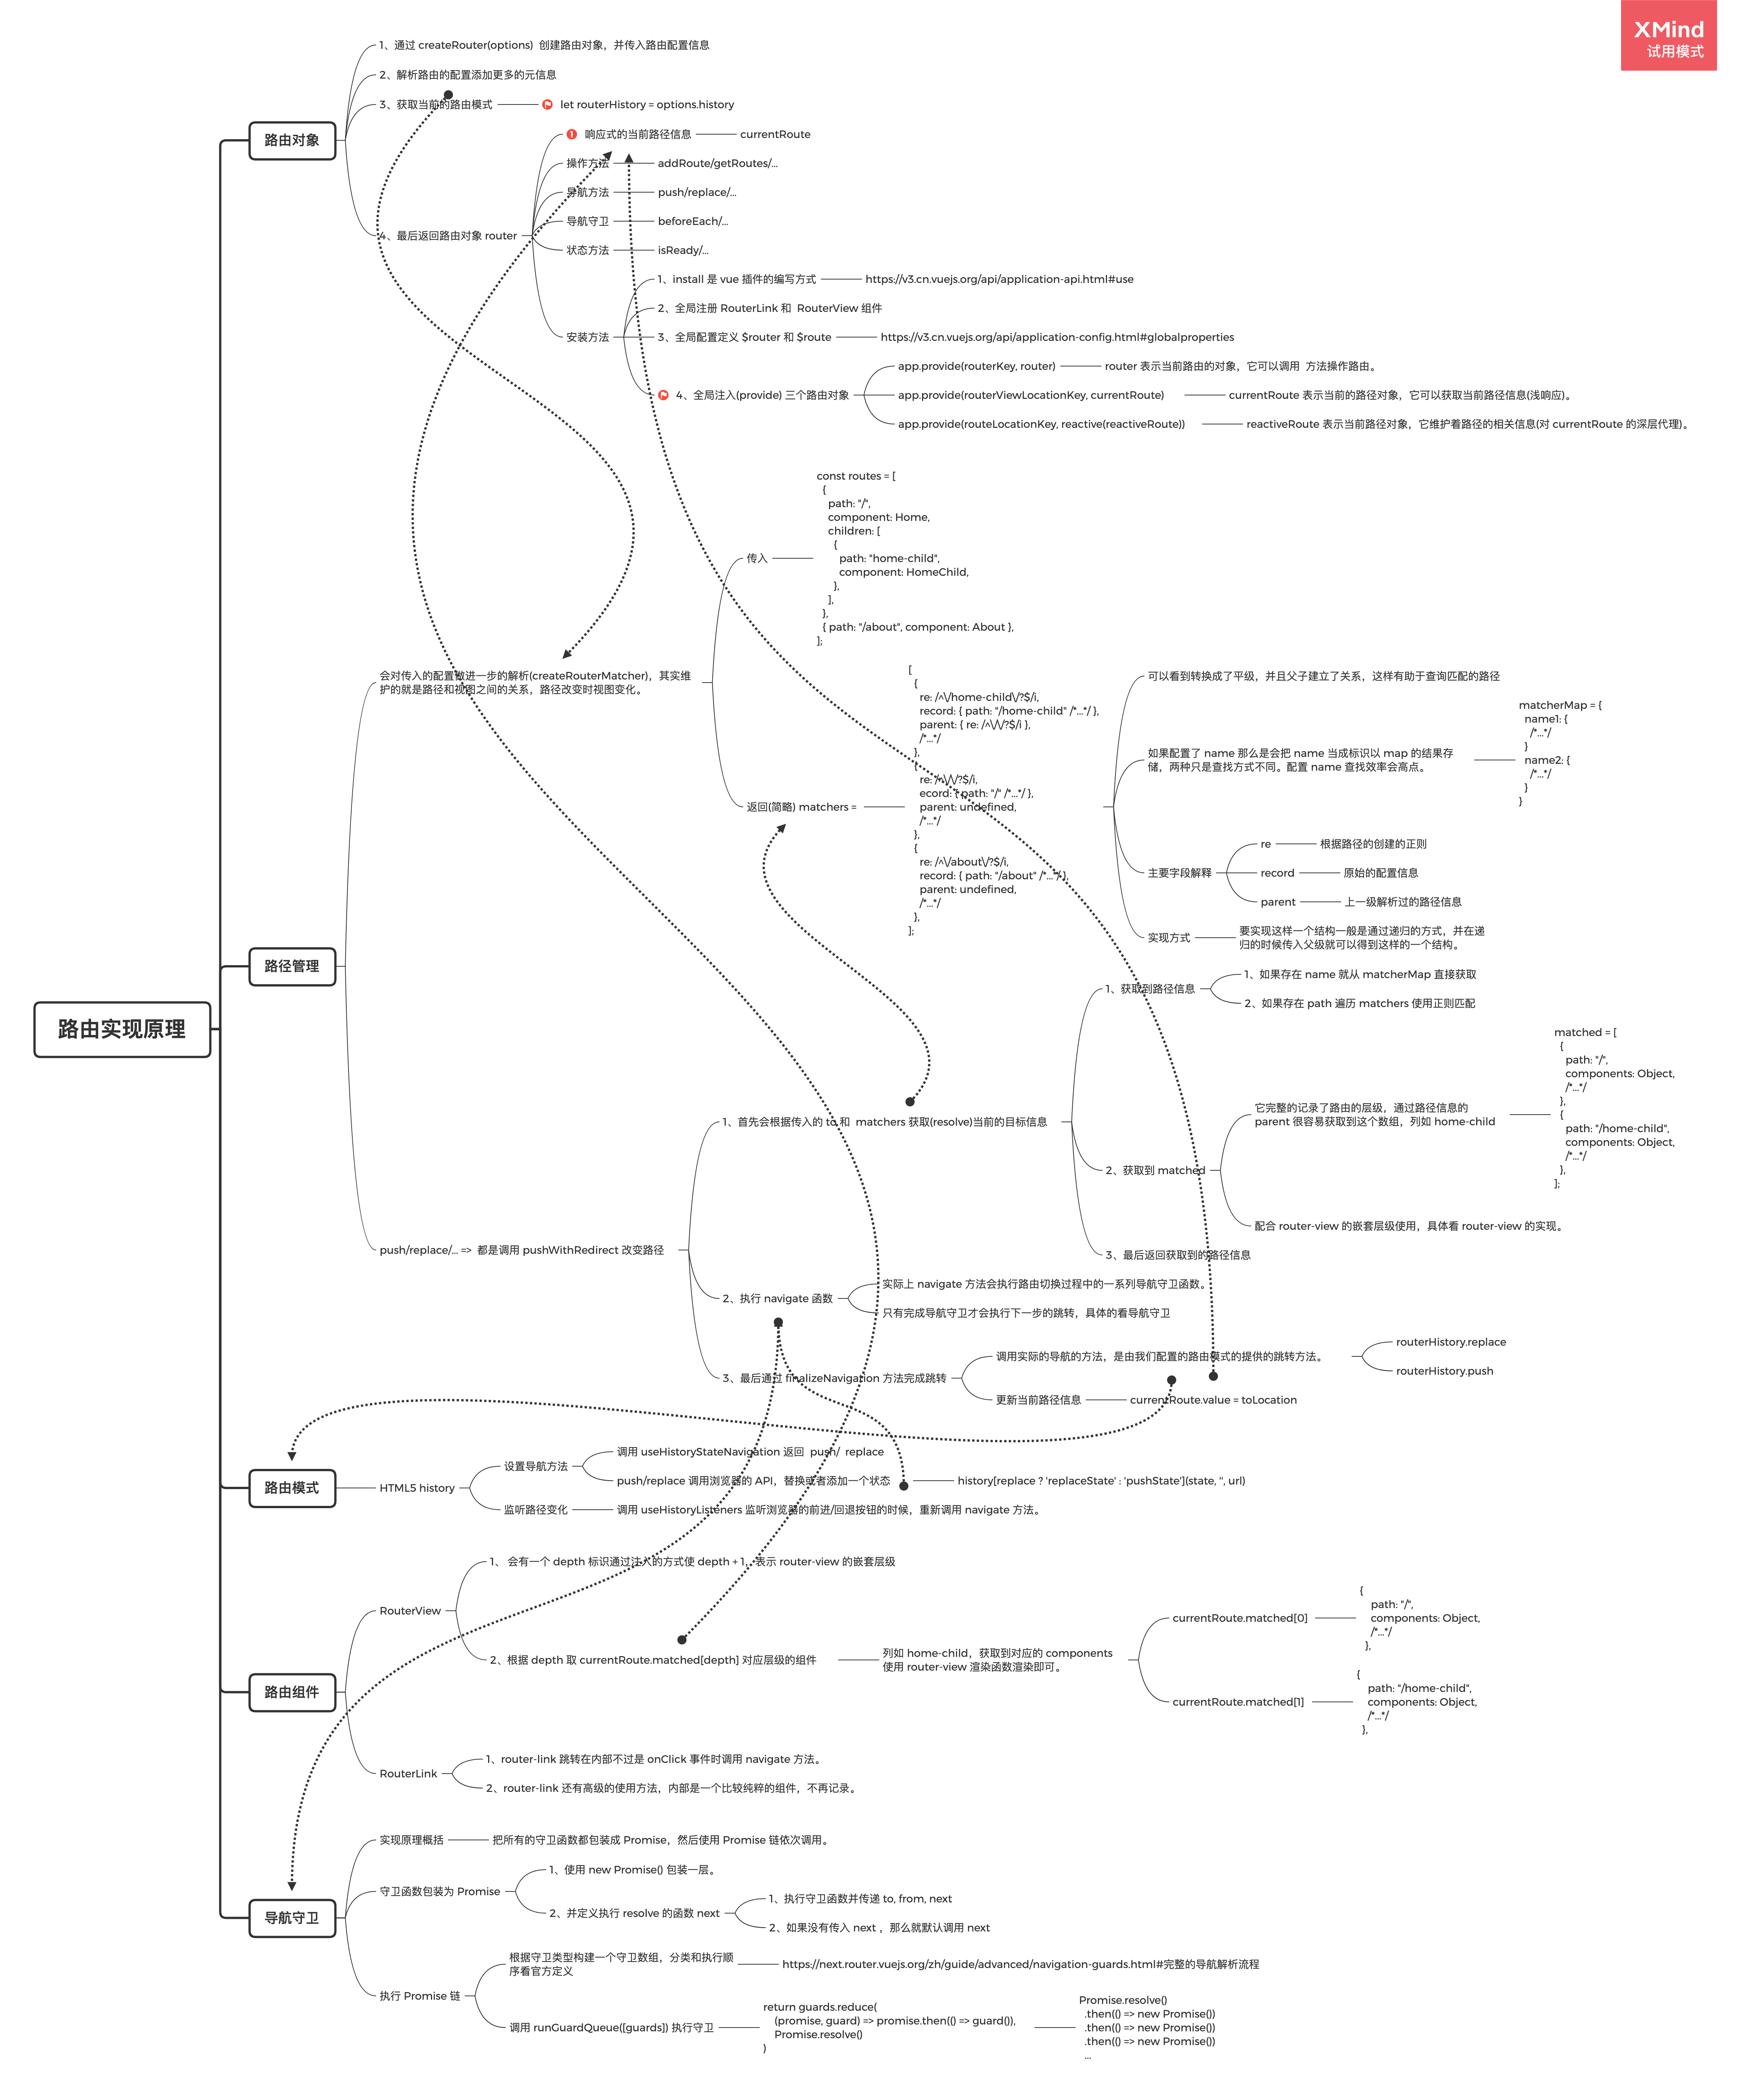 XMind
试用模式
路由实现原理
路由对象
1、通过 createRouter(options)  创建路由对象，并传入路由配置信息
2、解析路由的配置添加更多的元信息
3、获取当前的路由模式
let routerHistory = options.history
4、最后返回路由对象 router
1
响应式的当前路径信息
currentRoute
操作方法
addRoute/getRoutes/...
导航方法
push/replace/...
导航守卫
beforeEach/...
状态方法
isReady/...
安装方法
1、install 是 vue 插件的编写方式
https://v3.cn.vuejs.org/api/application-api.html#use
2、全局注册 RouterLink 和  RouterView 组件
3、全局配置定义 $router 和 $route
https://v3.cn.vuejs.org/api/application-config.html#globalproperties
4、全局注入(provide) 三个路由对象
app.provide(routerKey, router)
router 表示当前路由的对象，它可以调用  方法操作路由。
app.provide(routerViewLocationKey, currentRoute)
currentRoute 表示当前的路径对象，它可以获取当前路径信息(浅响应)。
app.provide(routeLocationKey, reactive(reactiveRoute))
reactiveRoute 表示当前路径对象，它维护着路径的相关信息(对 currentRoute 的深层代理)。
路径管理
会对传入的配置做进一步的解析(createRouterMatcher)，其实维
护的就是路径和视图之间的关系，路径改变时视图变化。
传入
const routes = [
{
path: "/",
component: Home,
children: [
{
path: "home-child",
component: HomeChild,
},
],
},
{ path: "/about", component: About },
];
返回(简略) matchers =
[
{
re: /^\/home-child\/?$/i,
record: { path: "/home-child" /*...*/ },
parent: { re: /^\/\/?$/i },
/*...*/
},
{
re: /^\/\/?$/i,
ecord: { path: "/" /*...*/ },
parent: undefined,
/*...*/
},
{
re: /^\/about\/?$/i,
record: { path: "/about" /*...*/ },
parent: undefined,
/*...*/
},
];
可以看到转换成了平级，并且父子建立了关系，这样有助于查询匹配的路径
如果配置了 name 那么是会把 name 当成标识以 map 的结果存
储，两种只是查找方式不同。配置 name 查找效率会高点。
matcherMap = {
name1: {
/*...*/
}
name2: {
/*...*/
}
}
主要字段解释
re
根据路径的创建的正则
record
原始的配置信息
parent
上一级解析过的路径信息
实现方式
要实现这样一个结构一般是通过递归的方式，并在递
归的时候传入父级就可以得到这样的一个结构。
push/replace/... =>  都是调用 pushWithRedirect 改变路径
1、首先会根据传入的 to 和  matchers 获取(resolve)当前的目标信息
1、获取到路径信息
1、如果存在 name 就从 matcherMap 直接获取
2、如果存在 path 遍历 matchers 使用正则匹配
2、获取到 matched
它完整的记录了路由的层级，通过路径信息的
parent 很容易获取到这个数组，列如 home-child
matched = [
{
path: "/",
components: Object,
/*...*/
},
{
path: "/home-child",
components: Object,
/*...*/
},
];
配合 router-view 的嵌套层级使用，具体看 router-view 的实现。
3、最后返回获取到的路径信息
2、执行 navigate 函数
实际上 navigate 方法会执行路由切换过程中的一系列导航守卫函数。
只有完成导航守卫才会执行下一步的跳转，具体的看导航守卫
3、最后通过 finalizeNavigation 方法完成跳转
调用实际的导航的方法，是由我们配置的路由模式的提供的跳转方法。
routerHistory.replace
routerHistory.push
更新当前路径信息
currentRoute.value = toLocation
路由模式
HTML5 history
设置导航方法
调用 useHistoryStateNavigation 返回  push/  replace
push/replace 调用浏览器的 API，替换或者添加一个状态
history[replace ? 'replaceState' : 'pushState'](state, '', url)
监听路径变化
调用 useHistoryListeners 监听浏览器的前进/回退按钮的时候，重新调用 navigate 方法。
路由组件
RouterView
1、 会有一个 depth 标识通过注入的方式使 depth + 1，表示 router-view 的嵌套层级
2、根据 depth 取 currentRoute.matched[depth] 对应层级的组件
列如 home-child，获取到对应的 components
使用 router-view 渲染函数渲染即可。
currentRoute.matched[0]
{
path: "/",
components: Object,
/*...*/
},
currentRoute.matched[1]
{
path: "/home-child",
components: Object,
/*...*/
},
RouterLink
1、router-link 跳转在内部不过是 onClick 事件时调用 navigate 方法。
2、router-link 还有高级的使用方法，内部是一个比较纯粹的组件，不再记录。
导航守卫
实现原理概括
把所有的守卫函数都包装成 Promise，然后使用 Promise 链依次调用。
守卫函数包装为 Promise
1、使用 new Promise() 包装一层。
2、并定义执行 resolve 的函数 next
1、执行守卫函数并传递 to, from, next
2、如果没有传入 next ，那么就默认调用 next
执行 Promise 链
根据守卫类型构建一个守卫数组，分类和执行顺
序看官方定义
https://next.router.vuejs.org/zh/guide/advanced/navigation-guards.html#完整的导航解析流程
调用 runGuardQueue([guards]) 执行守卫
return guards.reduce(
(promise, guard) => promise.then(() => guard()),
Promise.resolve()
)
Promise.resolve()
.then(() => new Promise())
.then(() => new Promise())
.then(() => new Promise())
...